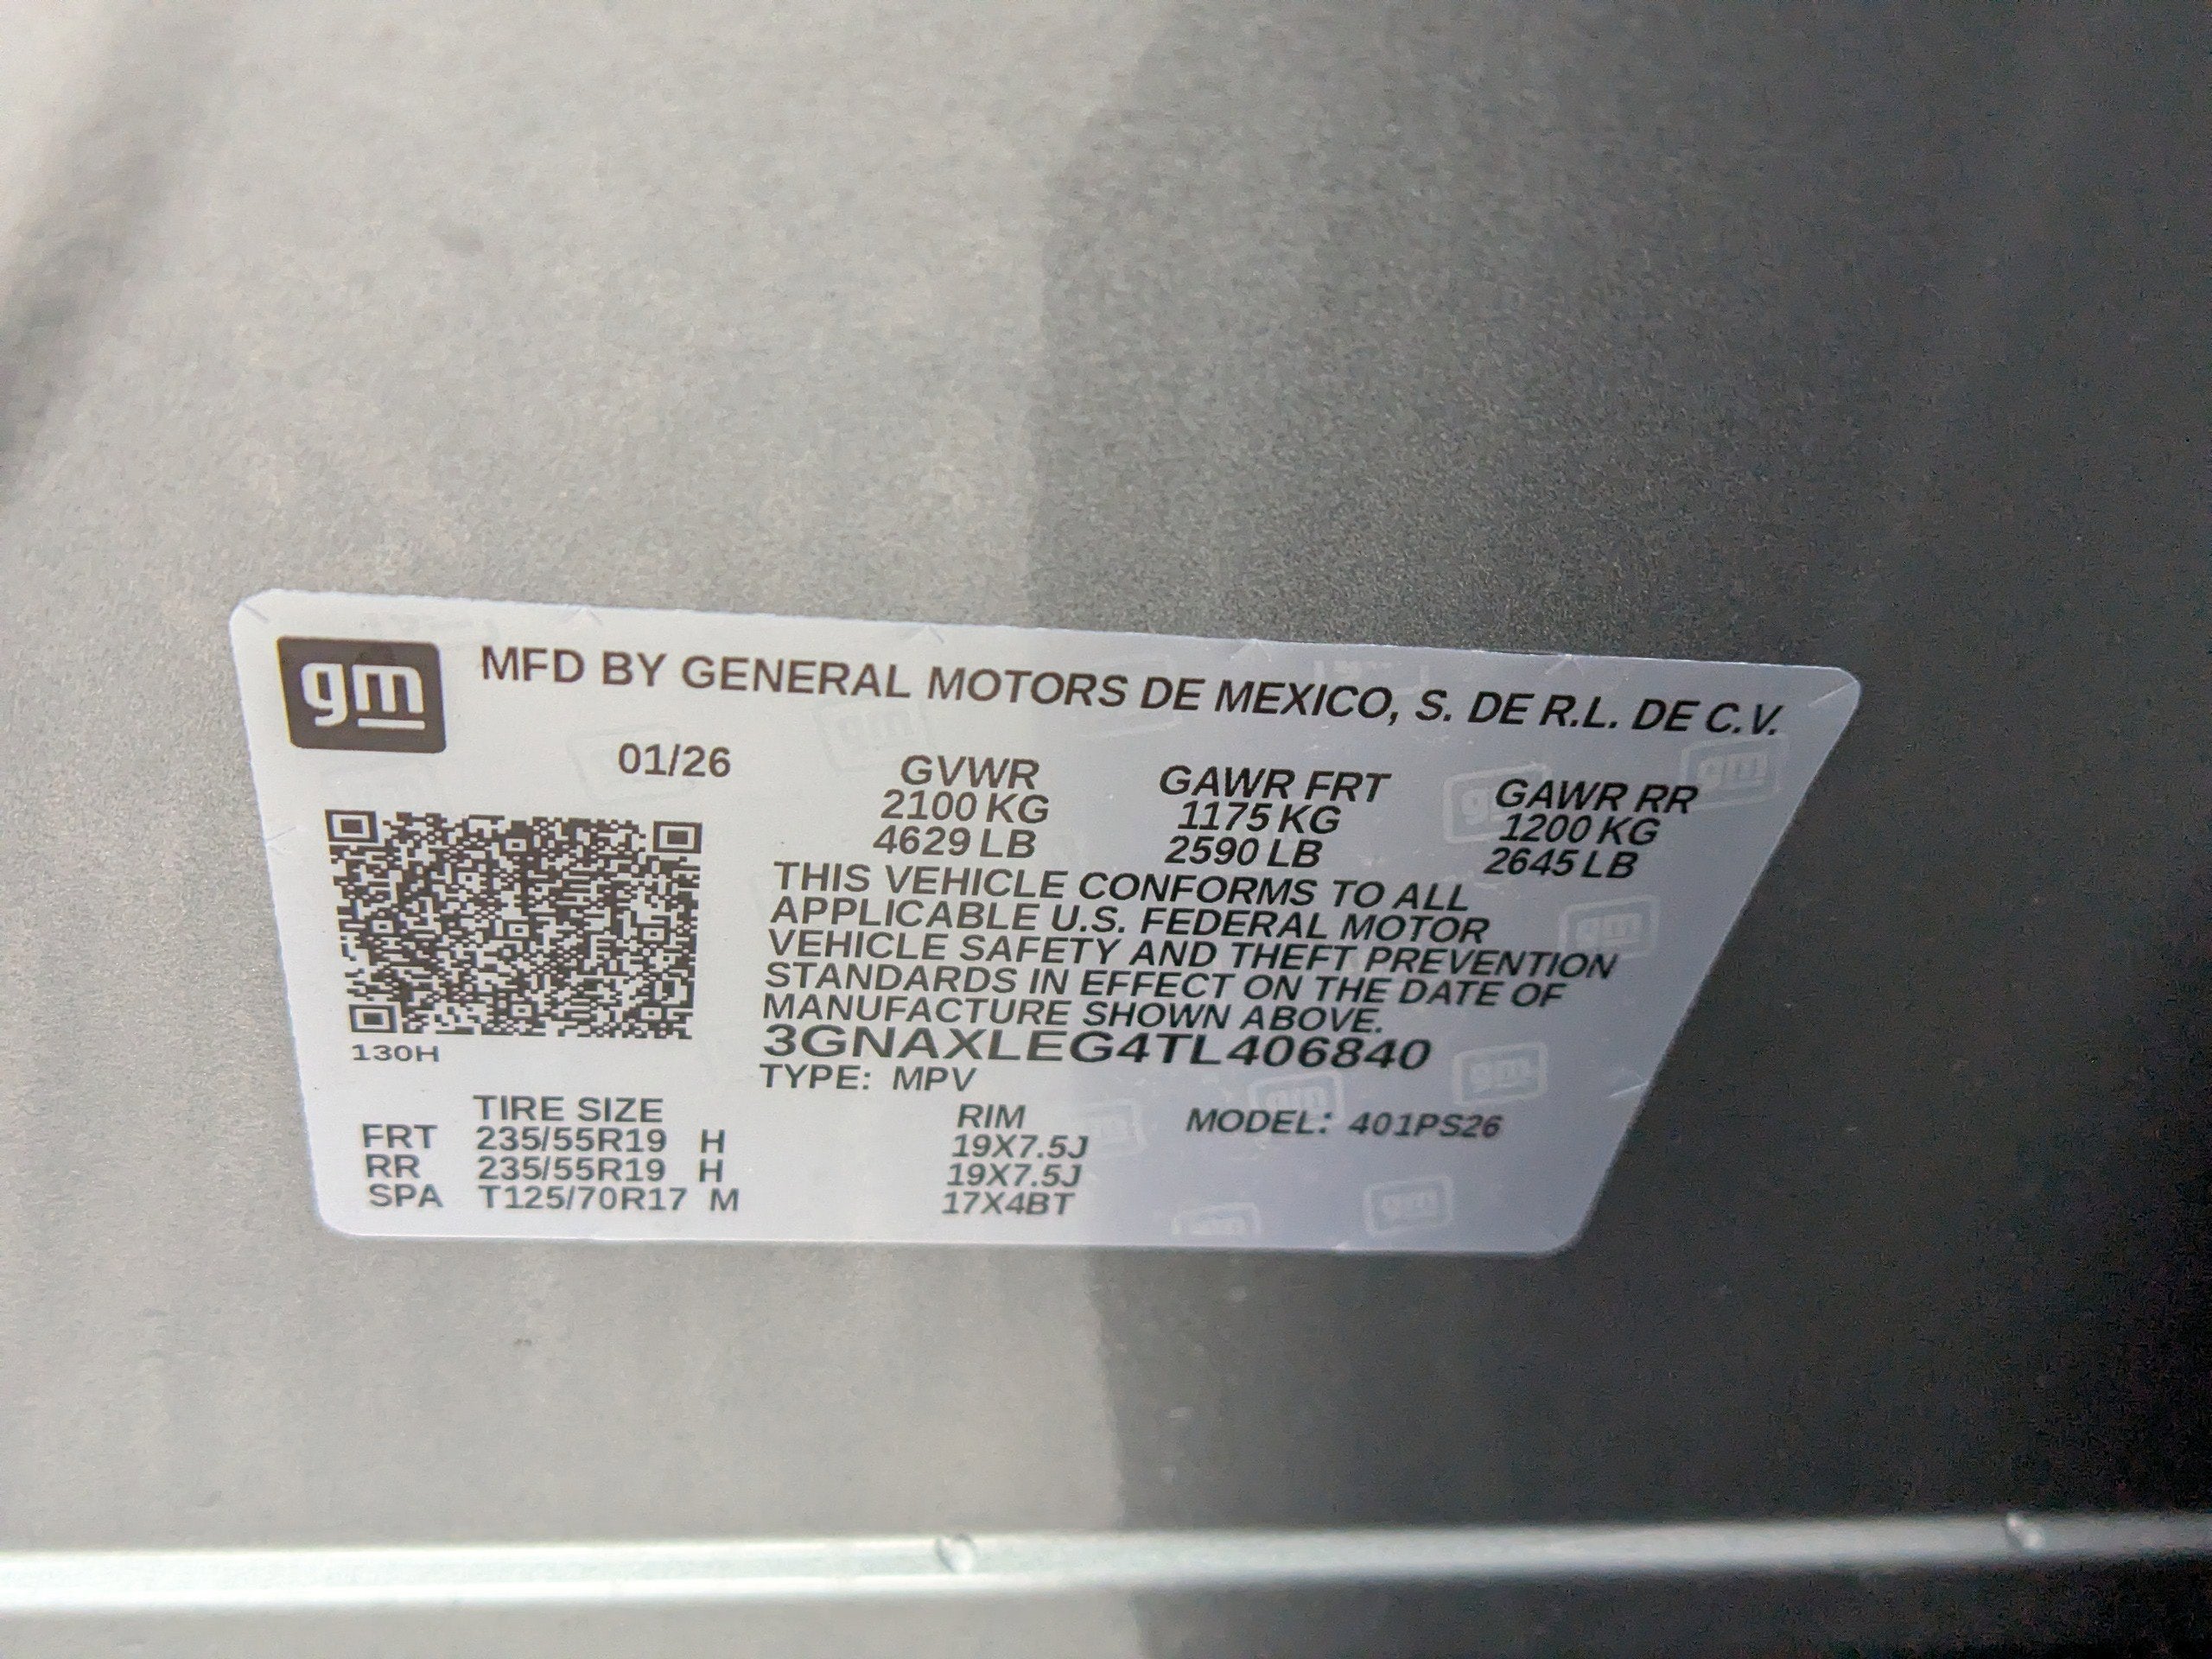 gm MFD BY GENERAL MOTORS DE MEXICO, S. DE R.L. DE C.V.
01/26 GVWR GAWR FRT GAWR RR
2100 KG 1175 KG 1200 KG
4629 LB 2590 LB 2645 LB
THIS VEHICLE CONFORMS TO ALL
APPLICABLE U.S. FEDERAL MOTOR
VEHICLE SAFETY AND THEFT PREVENTION
STANDARDS IN EFFECT ON THE DATE OF
MANUFACTURE SHOWN ABOVE.
3GNAXLEG4TL406840
130H
TYPE: MPV
TIRE SIZE RIM MODEL: 401PS26
FRT 235/55R19 H 19X7.5J
RR 235/55R19 H 19X7.5J
SPA T125/70R17 M 17X4BT